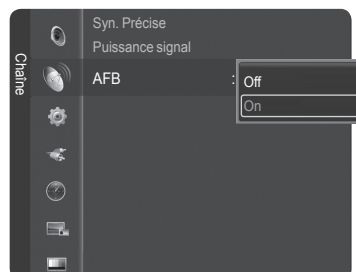 Chaîne
Syn. Précise
Puissance signal
AFB : Off
On